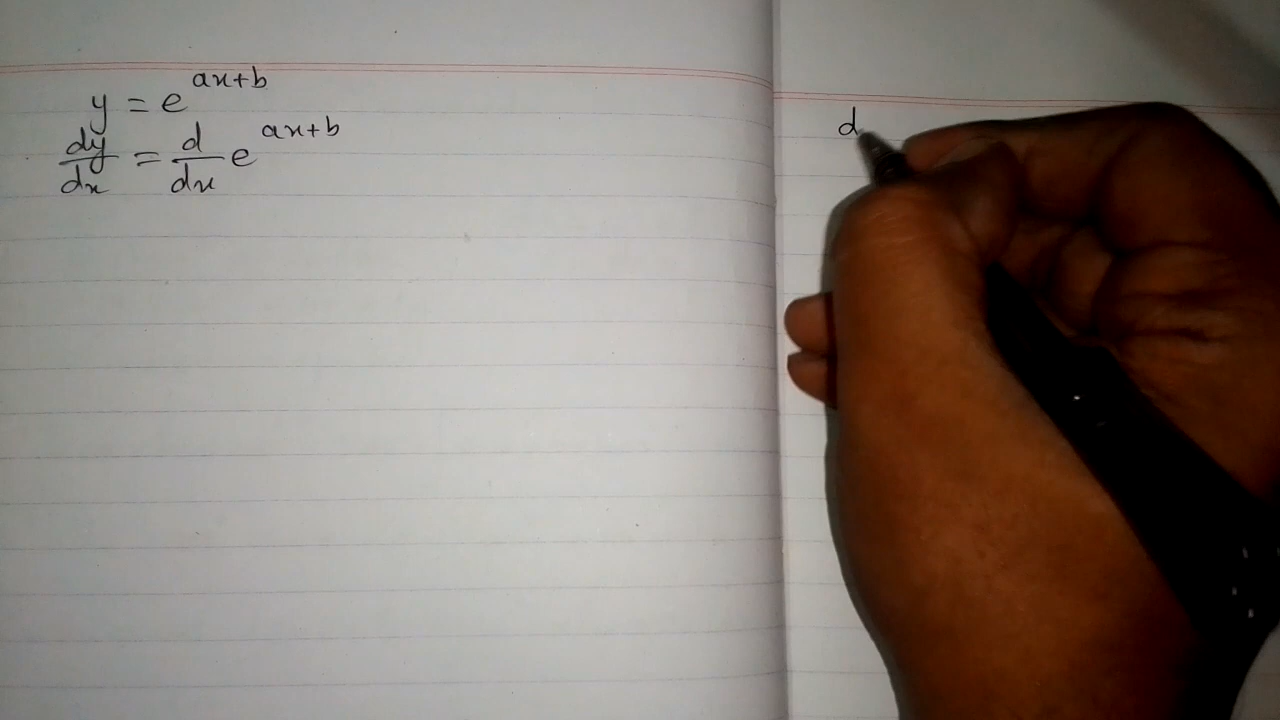 y = e^{ax+b}
dy/dx = d/dx e^{ax+b}
d